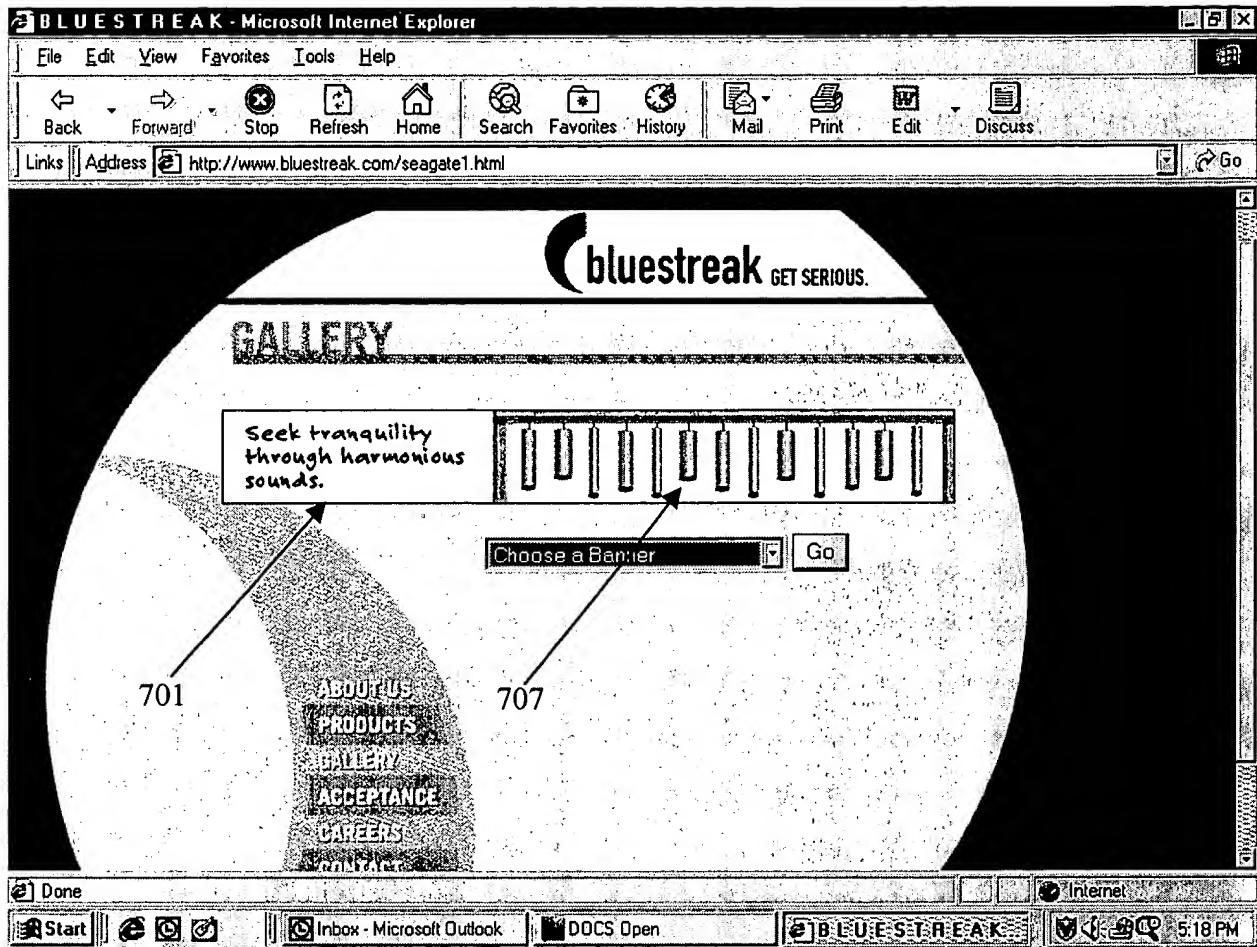 BLUESTREAK - Microsoft Internet Explorer
File Edit View Favorites Tools Help
Back Forward Stop Refresh Home Search Favorites History Mail Print Edit Discuss
Links Address http://www.bluestreak.com/seagate1.html Go
bluestreak GET SERIOUS.
GALLERY
Seek tranquility
through harmonious
sounds.
Choose a Banner Go
701 707
ABOUT US
PRODUCTS
GALLERY
ACCEPTANCE
CAREERS
CONTACT
Done Internet
Start Inbox - Microsoft Outlook DOCS Open BLUESTREAK 5:18 PM